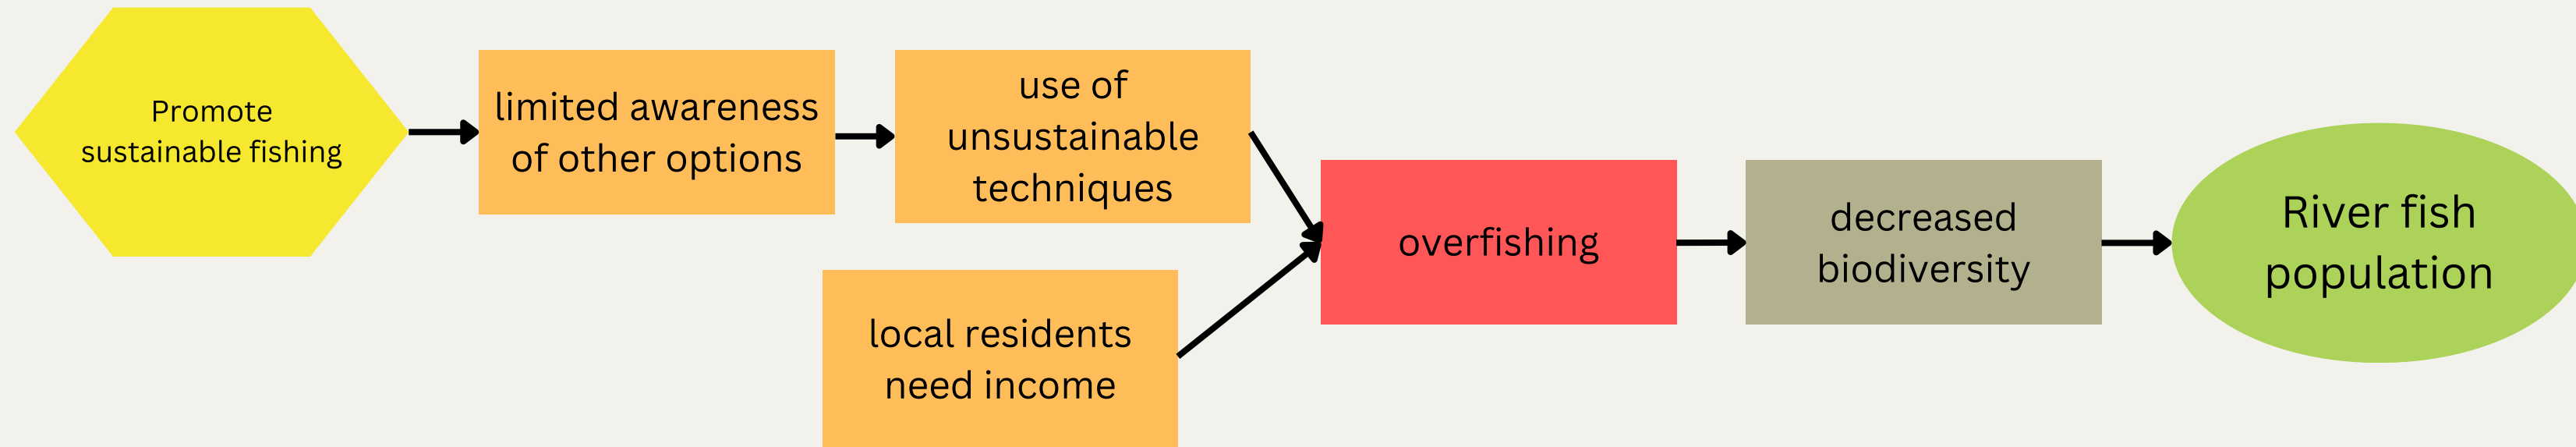 Promote
sustainable fishing
limited awareness
of other options
use of
unsustainable
techniques
local residents
need income
overfishing
decreased
biodiversity
River fish
population